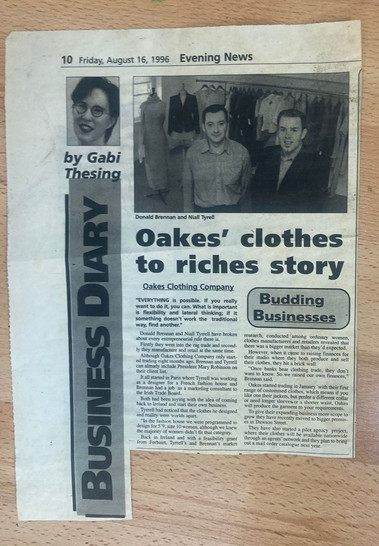 10 Friday, August 16, 1996 Evening News
by Gabi
Thesing
BUSINESS DIARY
Donald Brennan and Niall Tyrell
Oakes' clothes
to riches story
Oakes Clothing Company
Budding
Businesses
"EVERYTHING is possible. If you really
want to do it, you can. What is important
is flexibility and lateral thinking; if
something doesn't work the traditional
way, find another."
Donald Brennan and Niall Tyrell have broken
about every entrepreneurial rule there is.
Firstly they went into the rag trade and second-
ly they manufacture and retail at the same time.
Although Oakes Clothing Company only start-
ed trading eight months ago, Brennan and Tyrell
can already include President Mary Robinson on
their client list.
It all started in Paris where Tyrell was working
as a designer for a French fashion house and
Brennan had a job as a marketing consultant to
the Irish Trade Board.
Both had been toying with the idea of coming
back to Ireland and start their own business.
Tyrell had noticed that the clothes he designed
and reality were worlds apart.
"In the fashion house we were programmed to
design for 5'9, size 10 women, although we knew
the majority of women didn't fit that category.
Back in Ireland and with a feasibility grant
from Forbairt, Tyrell's and Brennan's market
research, conducted among ordinary women,
clothes manufacturers and retailers revealed that
there was a bigger market than they'd expected.
However, when it came to raising finances for
their studio where they both produce and sell
their clothes, they hit a brick wall.
"Once banks hear clothing trade, they don't
want to know. So we raised our own finances,"
Brennan said.
Oakes started trading in January with their first
range of customised clothes, which means if you
like one their jackets, but prefer a different collar
or need longer sleeves or a shorter waist, Oakes
will produce the garment to your requirements.
To give their expanding business more scope to
grow they have recently moved to bigger premis-
es in Dawson Street.
They have also started a pilot agency project,
where their clothes will be available nationwide
through an agents' network and they plan to bring
out a mail order catalogue next year.